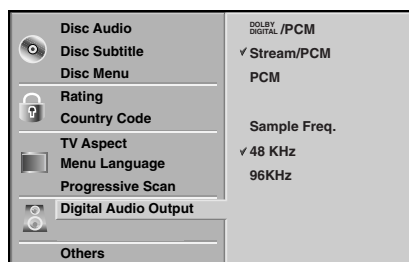 Disc Audio
Disc Subtitle
Disc Menu
Rating
Country Code
TV Aspect
Menu Language
Progressive Scan
Digital Audio Output
Others
DOLBY DIGITAL /PCM
Stream/PCM
PCM
Sample Freq.
48 KHz
96KHz